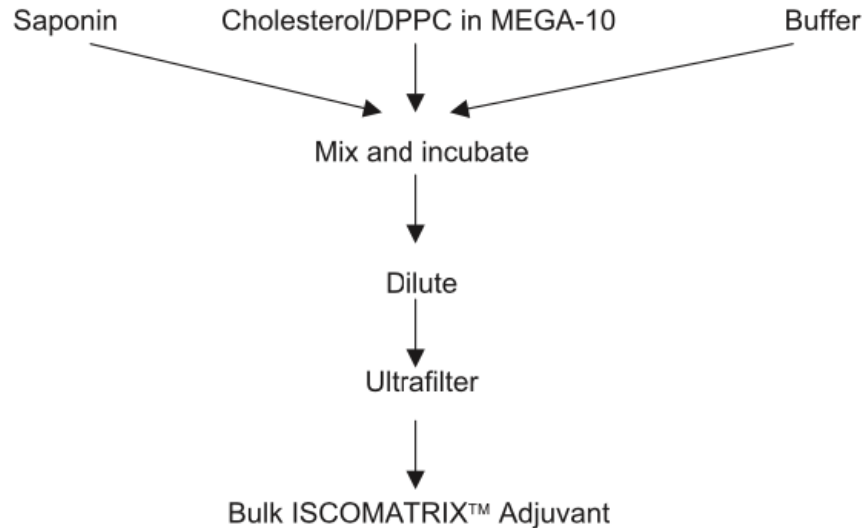 Saponin Cholesterol/DPPC in MEGA-10 Buffer
Mix and incubate
Dilute
Ultrafilter
Bulk ISCOMATRIX™ Adjuvant